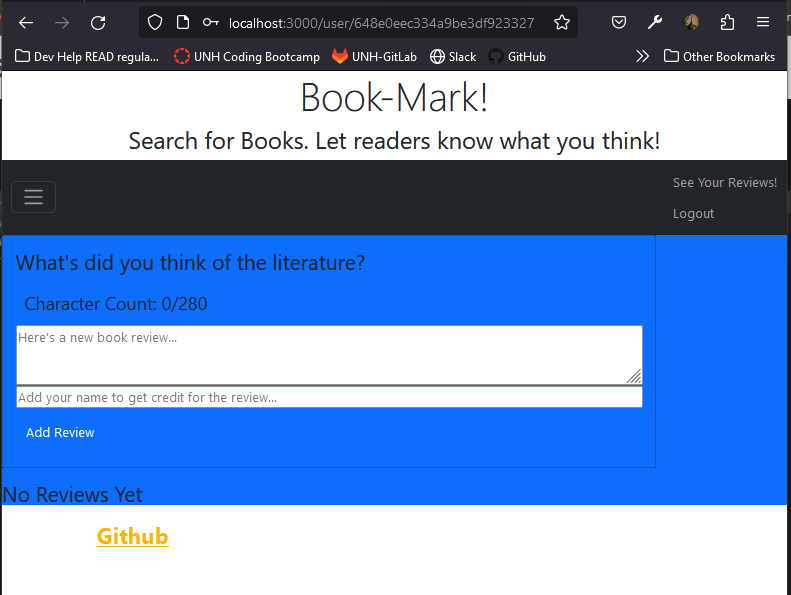 localhost:3000/user/648e0eec334a9be3df923327
Dev Help READ regula... UNH Coding Bootcamp UNH-GitLab Slack GitHub Other Bookmarks
Book-Mark!
Search for Books. Let readers know what you think!
See Your Reviews!
Logout
What's did you think of the literature?
Character Count: 0/280
Here's a new book review...
Add your name to get credit for the review...
Add Review
No Reviews Yet
Github